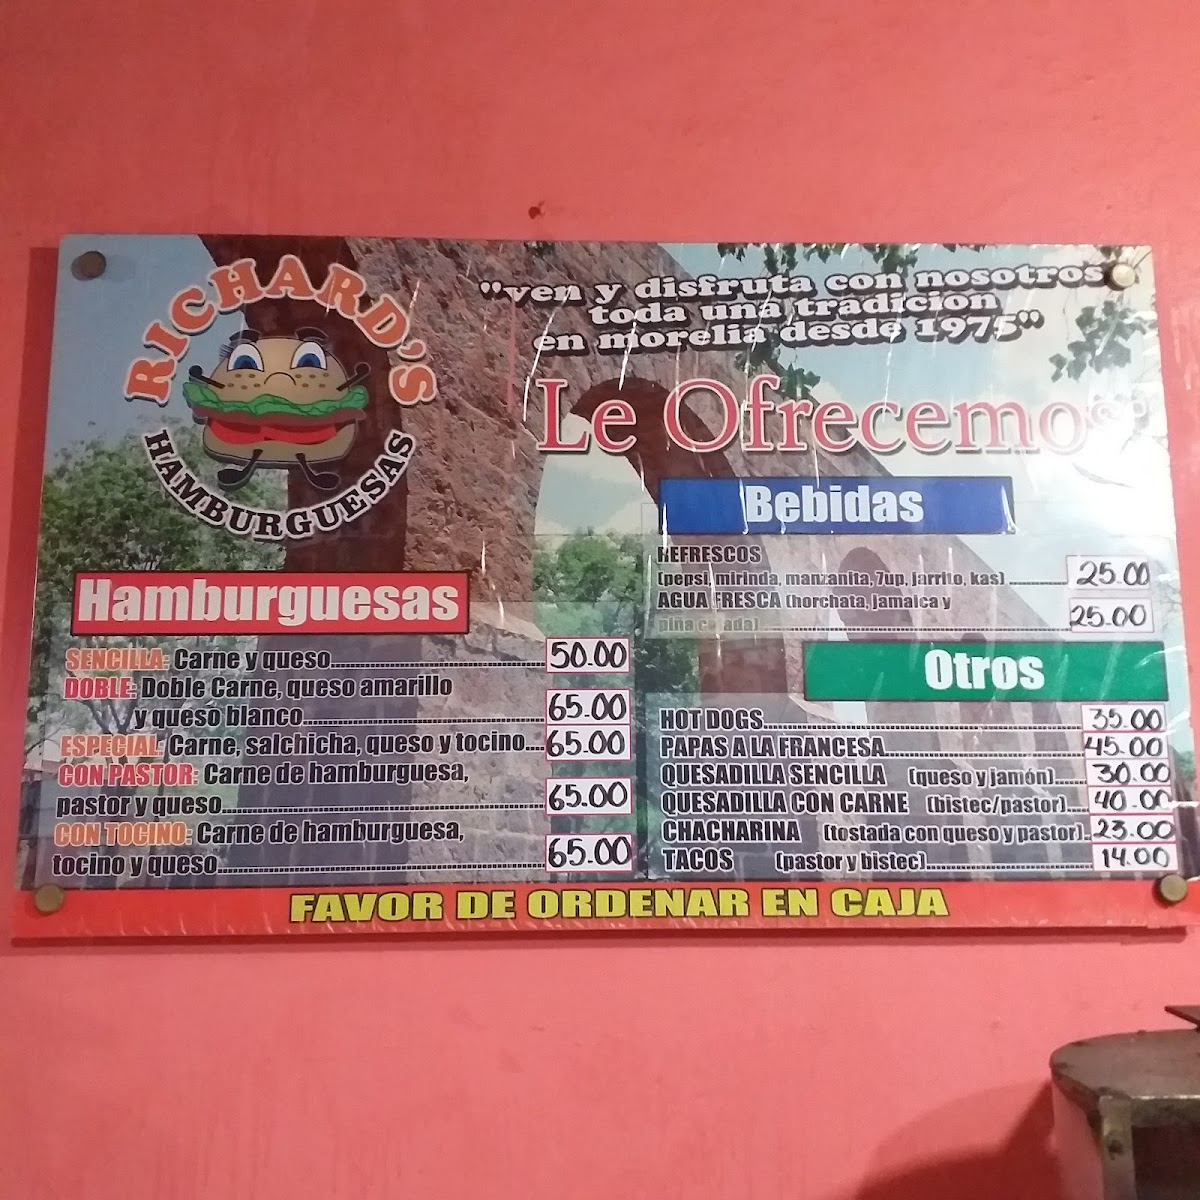 RICHARD'S
HAMBURGUESAS
"ven y disfruta con nosotros
toda una tradicion
en morelia desde 1975"
Le Ofrecemos
Hamburguesas
SENCILLA: Carne y queso 50.00
DOBLE: Doble Carne, queso amarillo
y queso blanco 65.00
ESPECIAL: Carne, salchicha, queso y tocino 65.00
CON PASTOR: Carne de hamburguesa,
pastor y queso 65.00
CON TOCINO: Carne de hamburguesa,
tocino y queso 65.00
Bebidas
REFRESCOS
(pepsi, mirinda, manzanita, 7up, jarrito, kas) 25.00
AGUA FRESCA (horchata, jamaica y
piña colada) 25.00
Otros
HOT DOGS 35.00
PAPAS A LA FRANCESA 45.00
QUESADILLA SENCILLA (queso y jamón) 30.00
QUESADILLA CON CARNE (bistec/pastor) 40.00
CHACHARINA (tostada con queso y pastor) 23.00
TACOS (pastor y bistec) 14.00
FAVOR DE ORDENAR EN CAJA